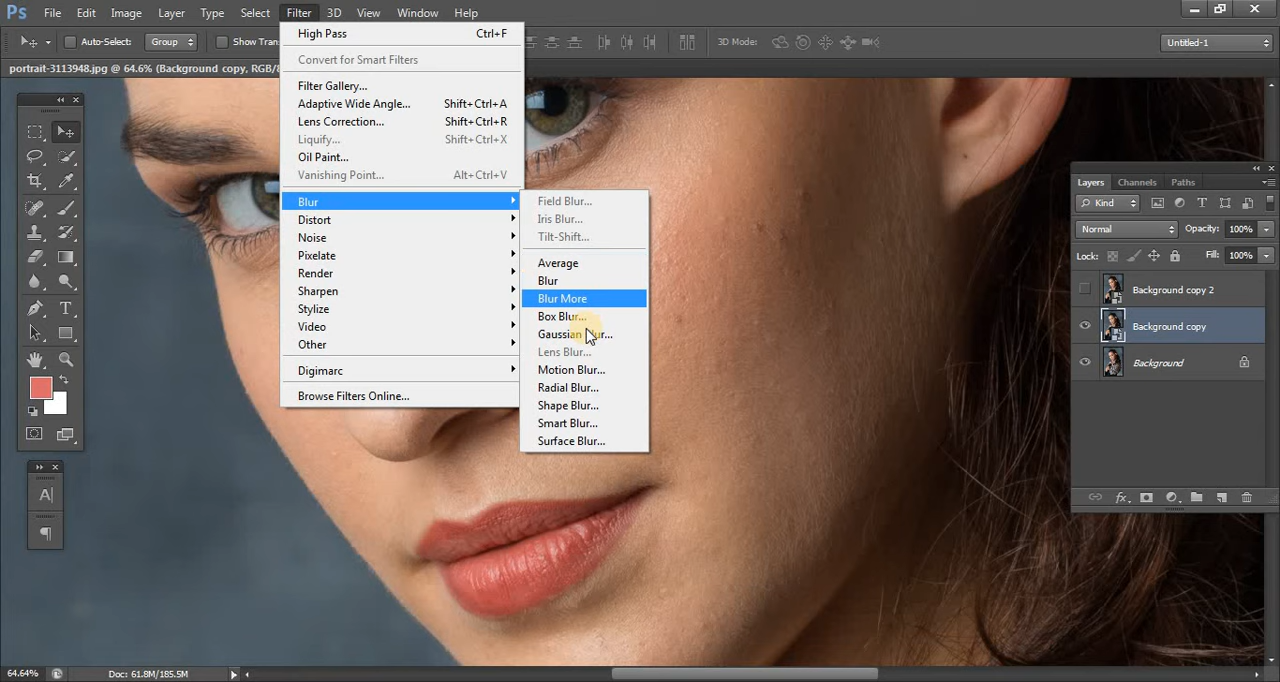 Ps File Edit Image Layer Type Select Filter 3D View Window Help
Auto-Select: Group Show 3D Mode: Untitled-1
portrait-3113948.jpg @ 64.6% (Background copy, RGB/8
High Pass Ctrl+F
Convert for Smart Filters
Filter Gallery...
Adaptive Wide Angle... Shift+Ctrl+A
Lens Correction... Shift+Ctrl+R
Liquify... Shift+Ctrl+X
Oil Paint...
Vanishing Point... Alt+Ctrl+V
Blur
Distort
Noise
Pixelate
Render
Sharpen
Stylize
Video
Other
Digimarc
Browse Filters Online...
Field Blur...
Iris Blur...
Tilt-Shift...
Average
Blur
Blur More
Box Blur...
Gaussian Blur...
Lens Blur...
Motion Blur...
Radial Blur...
Shape Blur...
Smart Blur...
Surface Blur...
Layers Channels Paths
Kind
Normal Opacity: 100%
Lock: Fill: 100%
Background copy 2
Background copy
Background
fx
64.64% Doc: 61.8M/185.5M